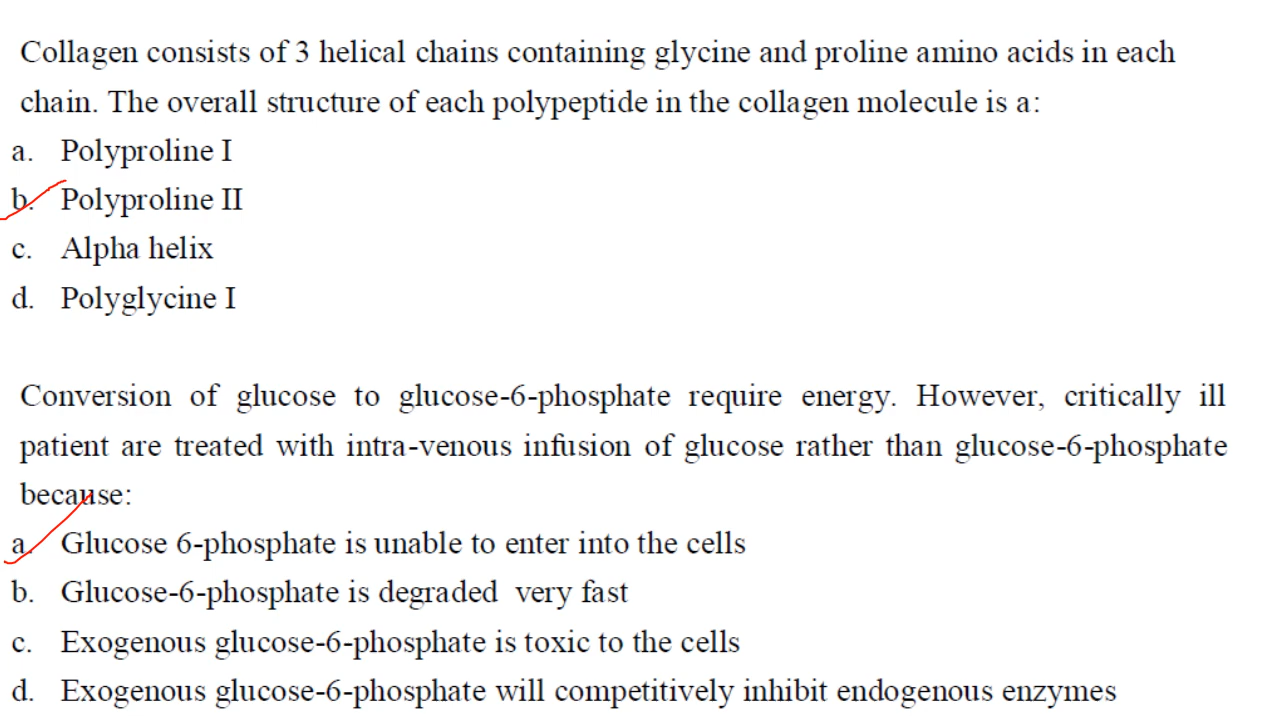 Collagen consists of 3 helical chains containing glycine and proline amino acids in each
chain. The overall structure of each polypeptide in the collagen molecule is a:
a. Polyproline I
b. Polyproline II
c. Alpha helix
d. Polyglycine I
Conversion of glucose to glucose-6-phosphate require energy. However, critically ill
patient are treated with intra-venous infusion of glucose rather than glucose-6-phosphate
because:
a. Glucose 6-phosphate is unable to enter into the cells
b. Glucose-6-phosphate is degraded very fast
c. Exogenous glucose-6-phosphate is toxic to the cells
d. Exogenous glucose-6-phosphate will competitively inhibit endogenous enzymes